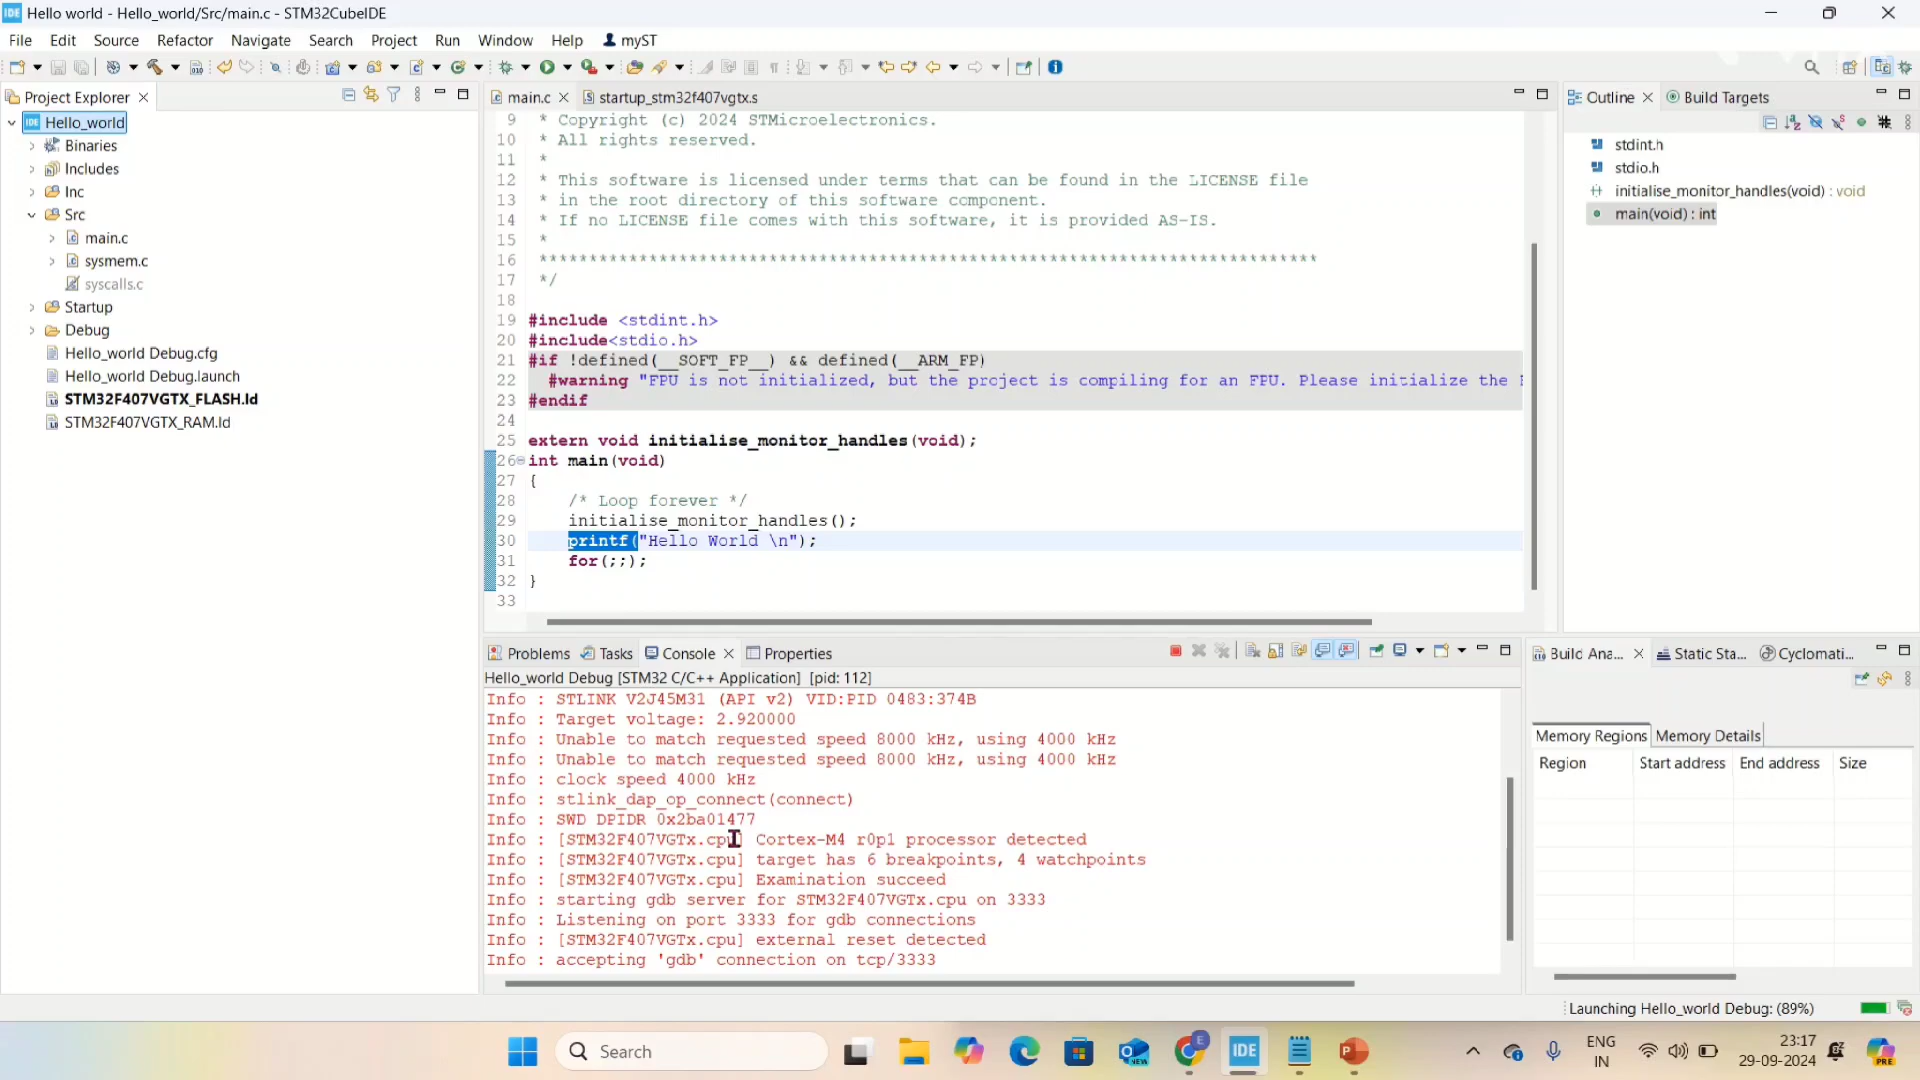 Hello world - Hello_world/Src/main.c - STM32CubeIDE
File Edit Source Refactor Navigate Search Project Run Window Help myST
Project Explorer
Hello_world
Binaries
Includes
Inc
Src
main.c
sysmem.c
syscalls.c
Startup
Debug
Hello_world Debug.cfg
Hello_world Debug.launch
STM32F407VGTX_FLASH.ld
STM32F407VGTX_RAM.ld
main.c startup_stm32f407vgtx.s
9 * Copyright (c) 2024 STMicroelectronics.
10 * All rights reserved.
11 *
12 * This software is licensed under terms that can be found in the LICENSE file
13 * in the root directory of this software component.
14 * If no LICENSE file comes with this software, it is provided AS-IS.
15 *
16 ******************************************************************************
17 */
18
19 #include <stdint.h>
20 #include<stdio.h>
21 #if !defined(__SOFT_FP__) && defined(__ARM_FP)
22 #warning "FPU is not initialized, but the project is compiling for an FPU. Please initialize the
23 #endif
24
25 extern void initialise_monitor_handles(void);
26 int main(void)
27 {
28 /* Loop forever */
29 initialise_monitor_handles();
30 printf("Hello World \n");
31 for(;;);
32 }
33
Outline Build Targets
stdint.h
stdio.h
initialise_monitor_handles(void) : void
main(void) : int
Problems Tasks Console Properties
Hello_world Debug [STM32 C/C++ Application] [pid: 112]
Info : STLINK V2J45M31 (API v2) VID:PID 0483:374B
Info : Target voltage: 2.920000
Info : Unable to match requested speed 8000 kHz, using 4000 kHz
Info : Unable to match requested speed 8000 kHz, using 4000 kHz
Info : clock speed 4000 kHz
Info : stlink_dap_op_connect(connect)
Info : SWD DPIDR 0x2ba01477
Info : [STM32F407VGTx.cpu] Cortex-M4 r0p1 processor detected
Info : [STM32F407VGTx.cpu] target has 6 breakpoints, 4 watchpoints
Info : [STM32F407VGTx.cpu] Examination succeed
Info : starting gdb server for STM32F407VGTx.cpu on 3333
Info : Listening on port 3333 for gdb connections
Info : [STM32F407VGTx.cpu] external reset detected
Info : accepting 'gdb' connection on tcp/3333
Build Ana... Static Sta... Cyclomati...
Memory Regions Memory Details
Region Start address End address Size
Launching Hello_world Debug: (89%)
Search
ENG
IN
23:17
29-09-2024